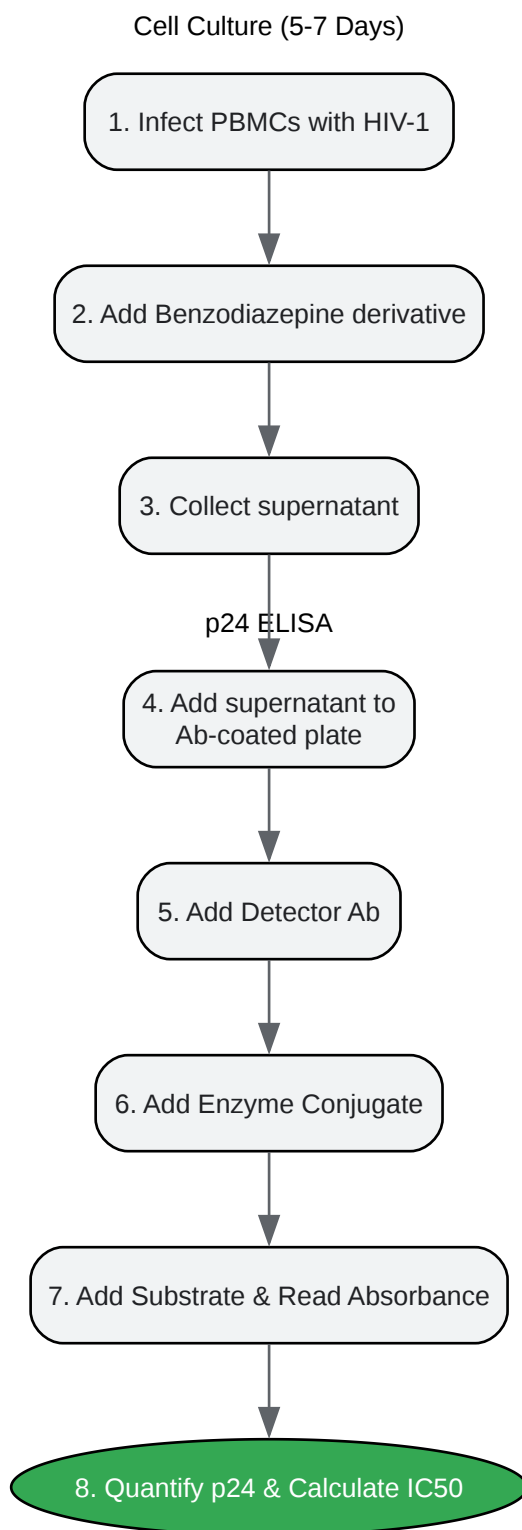 Cell Culture (5-7 Days)
1. Infect PBMCs with HIV-1
2. Add Benzodiazepine derivative
3. Collect supernatant
p24 ELISA
4. Add supernatant to
Ab-coated plate
5. Add Detector Ab
6. Add Enzyme Conjugate
7. Add Substrate & Read Absorbance
8. Quantify p24 & Calculate IC50